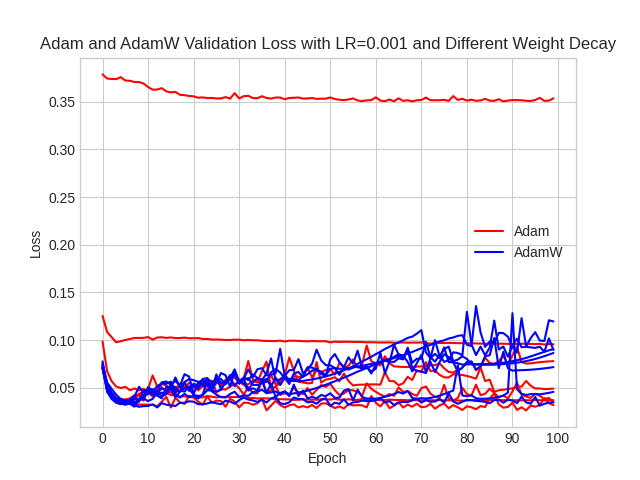 Adam and AdamW Validation Loss with LR=0.001 and Different Weight Decay
0.35
0.30
0.25
0.20
0.15
0.10
0.05
Loss
Adam
AdamW
0 10 20 30 40 50 60 70 80 90 100
Epoch